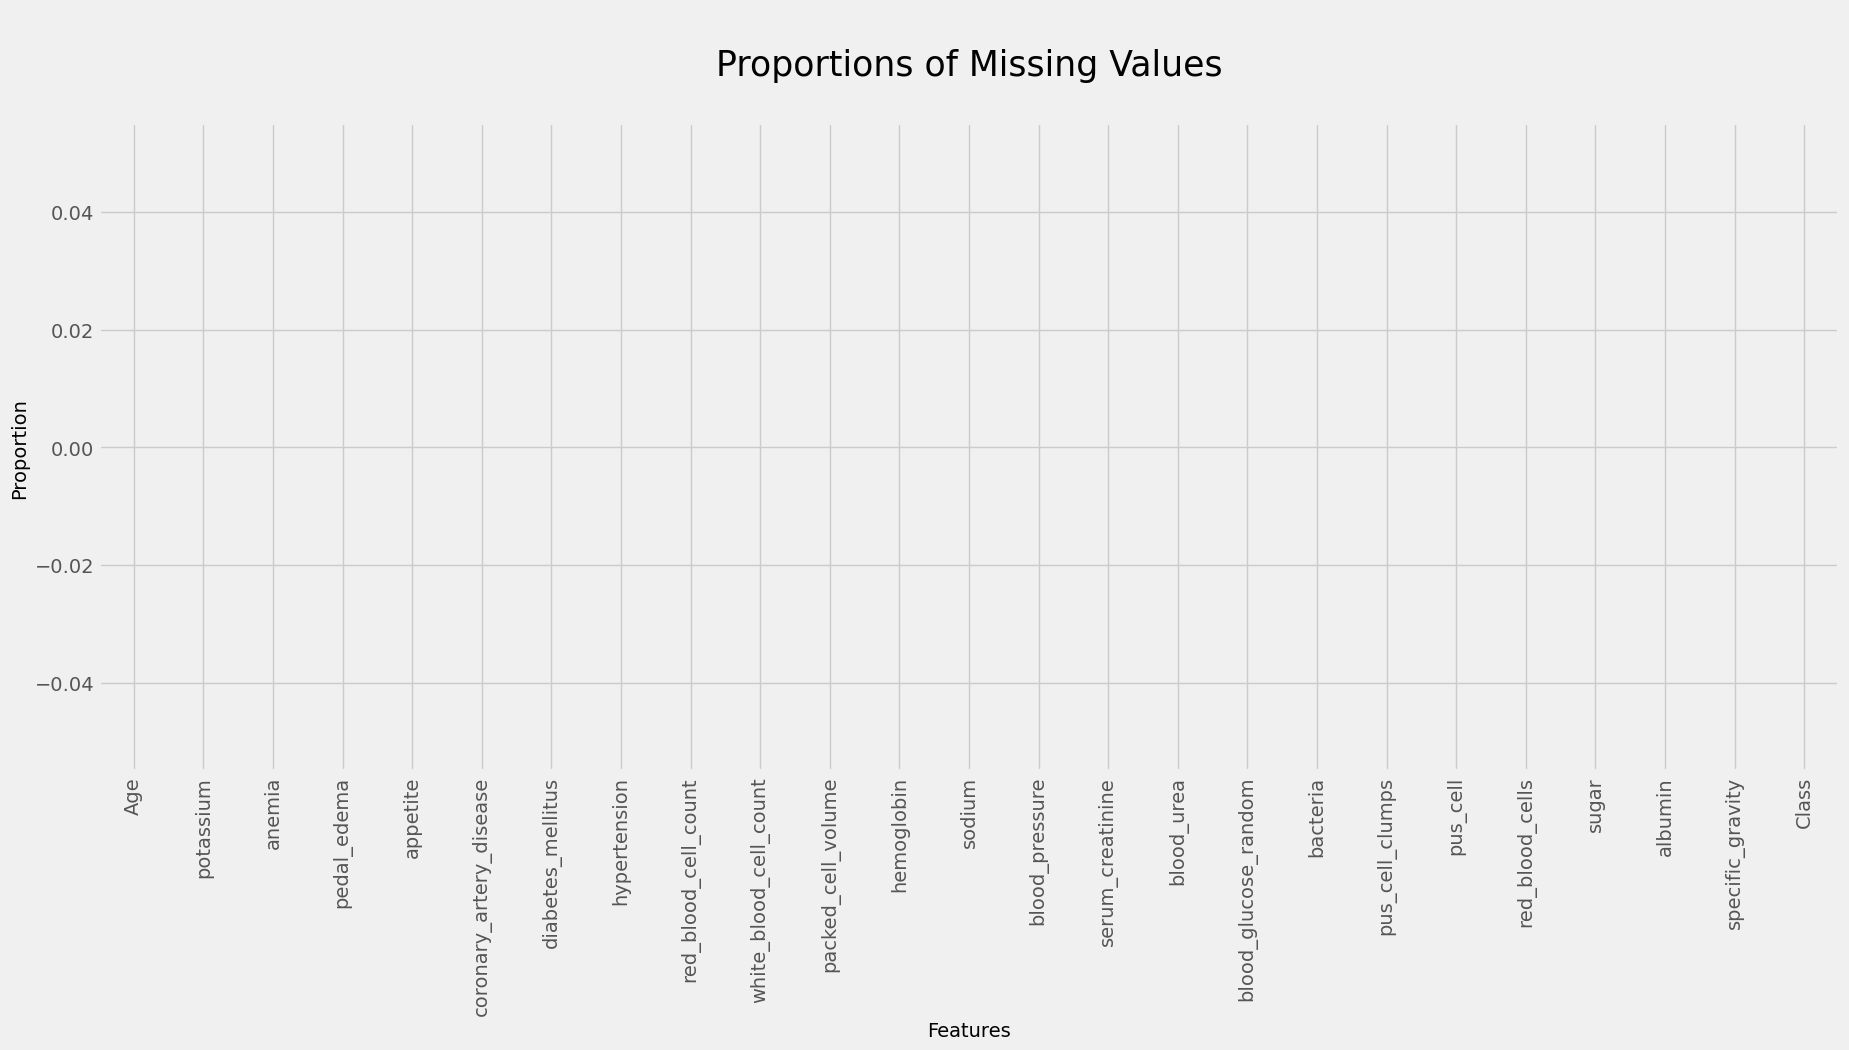 Proportions of Missing Values
Proportion
0.04
0.02
0.00
−0.02
−0.04
Age
potassium
anemia
pedal_edema
appetite
coronary_artery_disease
diabetes_mellitus
hypertension
red_blood_cell_count
white_blood_cell_count
packed_cell_volume
hemoglobin
sodium
blood_pressure
serum_creatinine
blood_urea
blood_glucose_random
bacteria
pus_cell_clumps
pus_cell
red_blood_cells
sugar
albumin
specific_gravity
Class
Features